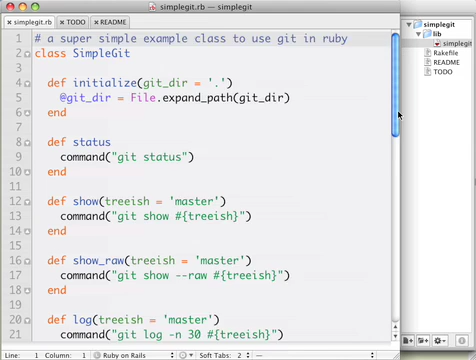 simplegit.rb — simplegit
simplegit.rb
TODO
README
1 # a super simple example class to use git in ruby
2 class SimpleGit
3
4 def initialize(git_dir = '.')
5 @git_dir = File.expand_path(git_dir)
6 end
7
8 def status
9 command("git status")
10 end
11
12 def show(treeish = 'master')
13 command("git show #{treeish}")
14 end
15
16 def show_raw(treeish = 'master')
17 command("git show --raw #{treeish}")
18 end
19
20 def log(treeish = 'master')
21 command("git log -n 30 #{treeish}")
Line: 1 Column: 1 Ruby on Rails Soft Tabs: 2 —
simplegit
lib
simplegit
Rakefile
README
TODO